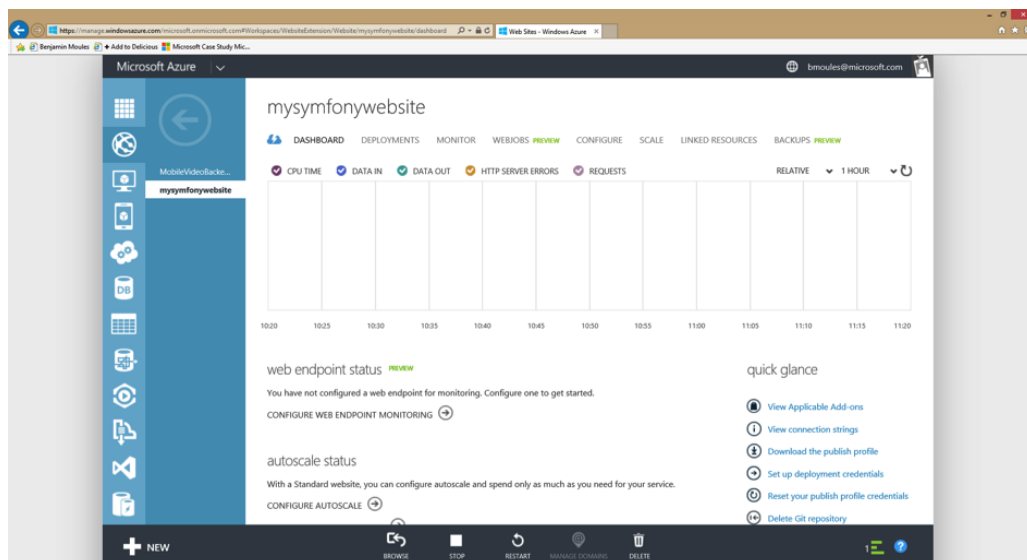 https://manage.windowsazure.com/microsoft.onmicrosoft.com#Workspaces/WebsiteExtension/Website/mysymfonywebsite/dashboard
Web Sites - Windows Azure
Benjamin Moules
Add to Delicious
Microsoft Case Study Mic...
Microsoft Azure
bmoules@microsoft.com
mysymfonywebsite
DASHBOARD DEPLOYMENTS MONITOR WEBJOBS PREVIEW CONFIGURE SCALE LINKED RESOURCES BACKUPS PREVIEW
MobileVideoBacke...
mysymfonywebsite
CPU TIME DATA IN DATA OUT HTTP SERVER ERRORS REQUESTS RELATIVE 1 HOUR
DB
10:20 10:25 10:30 10:35 10:40 10:45 10:50 10:55 11:00 11:05 11:10 11:15 11:20
web endpoint status PREVIEW
You have not configured a web endpoint for monitoring. Configure one to get started.
CONFIGURE WEB ENDPOINT MONITORING
autoscale status
With a Standard website, you can configure autoscale and spend only as much as you need for your service.
CONFIGURE AUTOSCALE
quick glance
View Applicable Add-ons
View connection strings
Download the publish profile
Set up deployment credentials
Reset your publish profile credentials
Delete Git repository
NEW
BROWSE STOP RESTART MANAGE DOMAINS DELETE
1
?